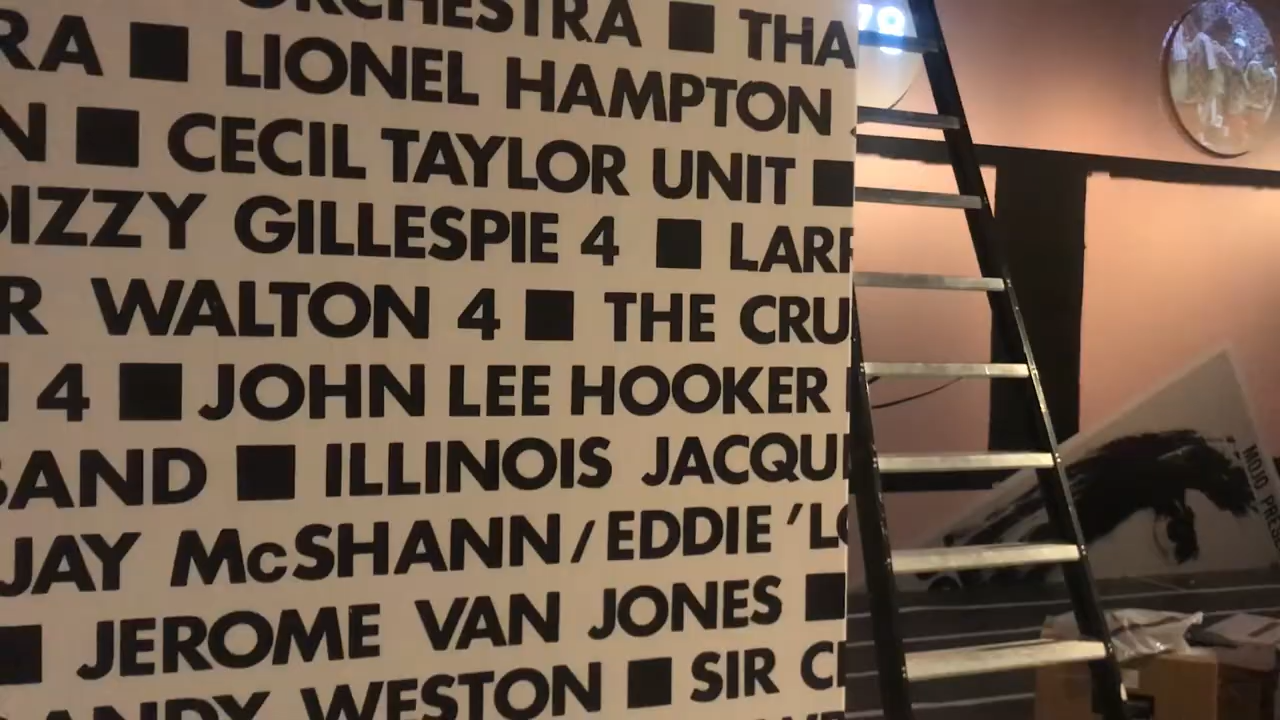 ORCHESTRA ■ THA
RA ■ LIONEL HAMPTON
N ■ CECIL TAYLOR UNIT ■
DIZZY GILLESPIE 4 ■ LARR
R WALTON 4 ■ THE CRU
4 ■ JOHN LEE HOOKER
BAND ■ ILLINOIS JACQU
JAY McSHANN/EDDIE 'LO
■ JEROME VAN JONES ■
ANDY WESTON ■ SIR C
MOJO